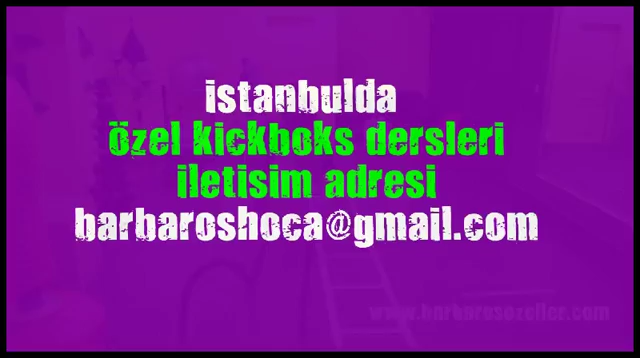 istanbulda
özel kickboks dersleri
iletisim adresi
barbaroshoca@gmail.com